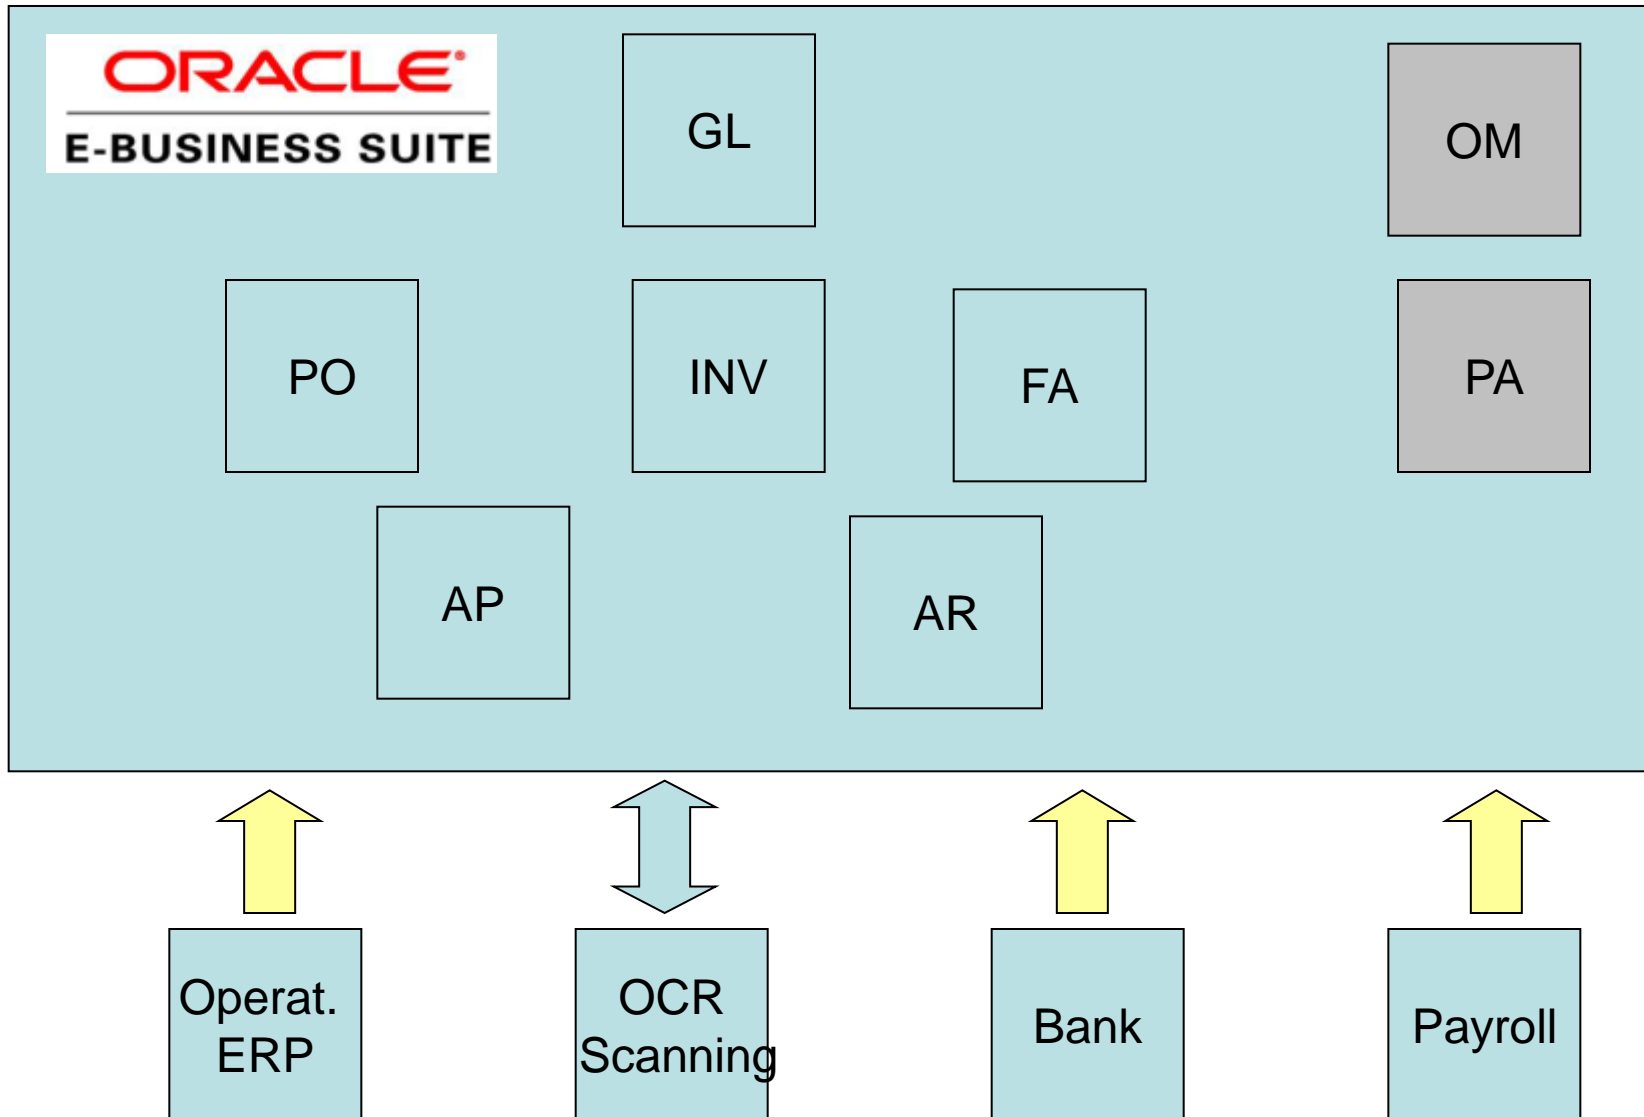 ORACLE®
E-BUSINESS SUITE
GL
OM
PO
INV
FA
PA
AP
AR
Operat.
ERP
OCR
Scanning
Bank
Payroll